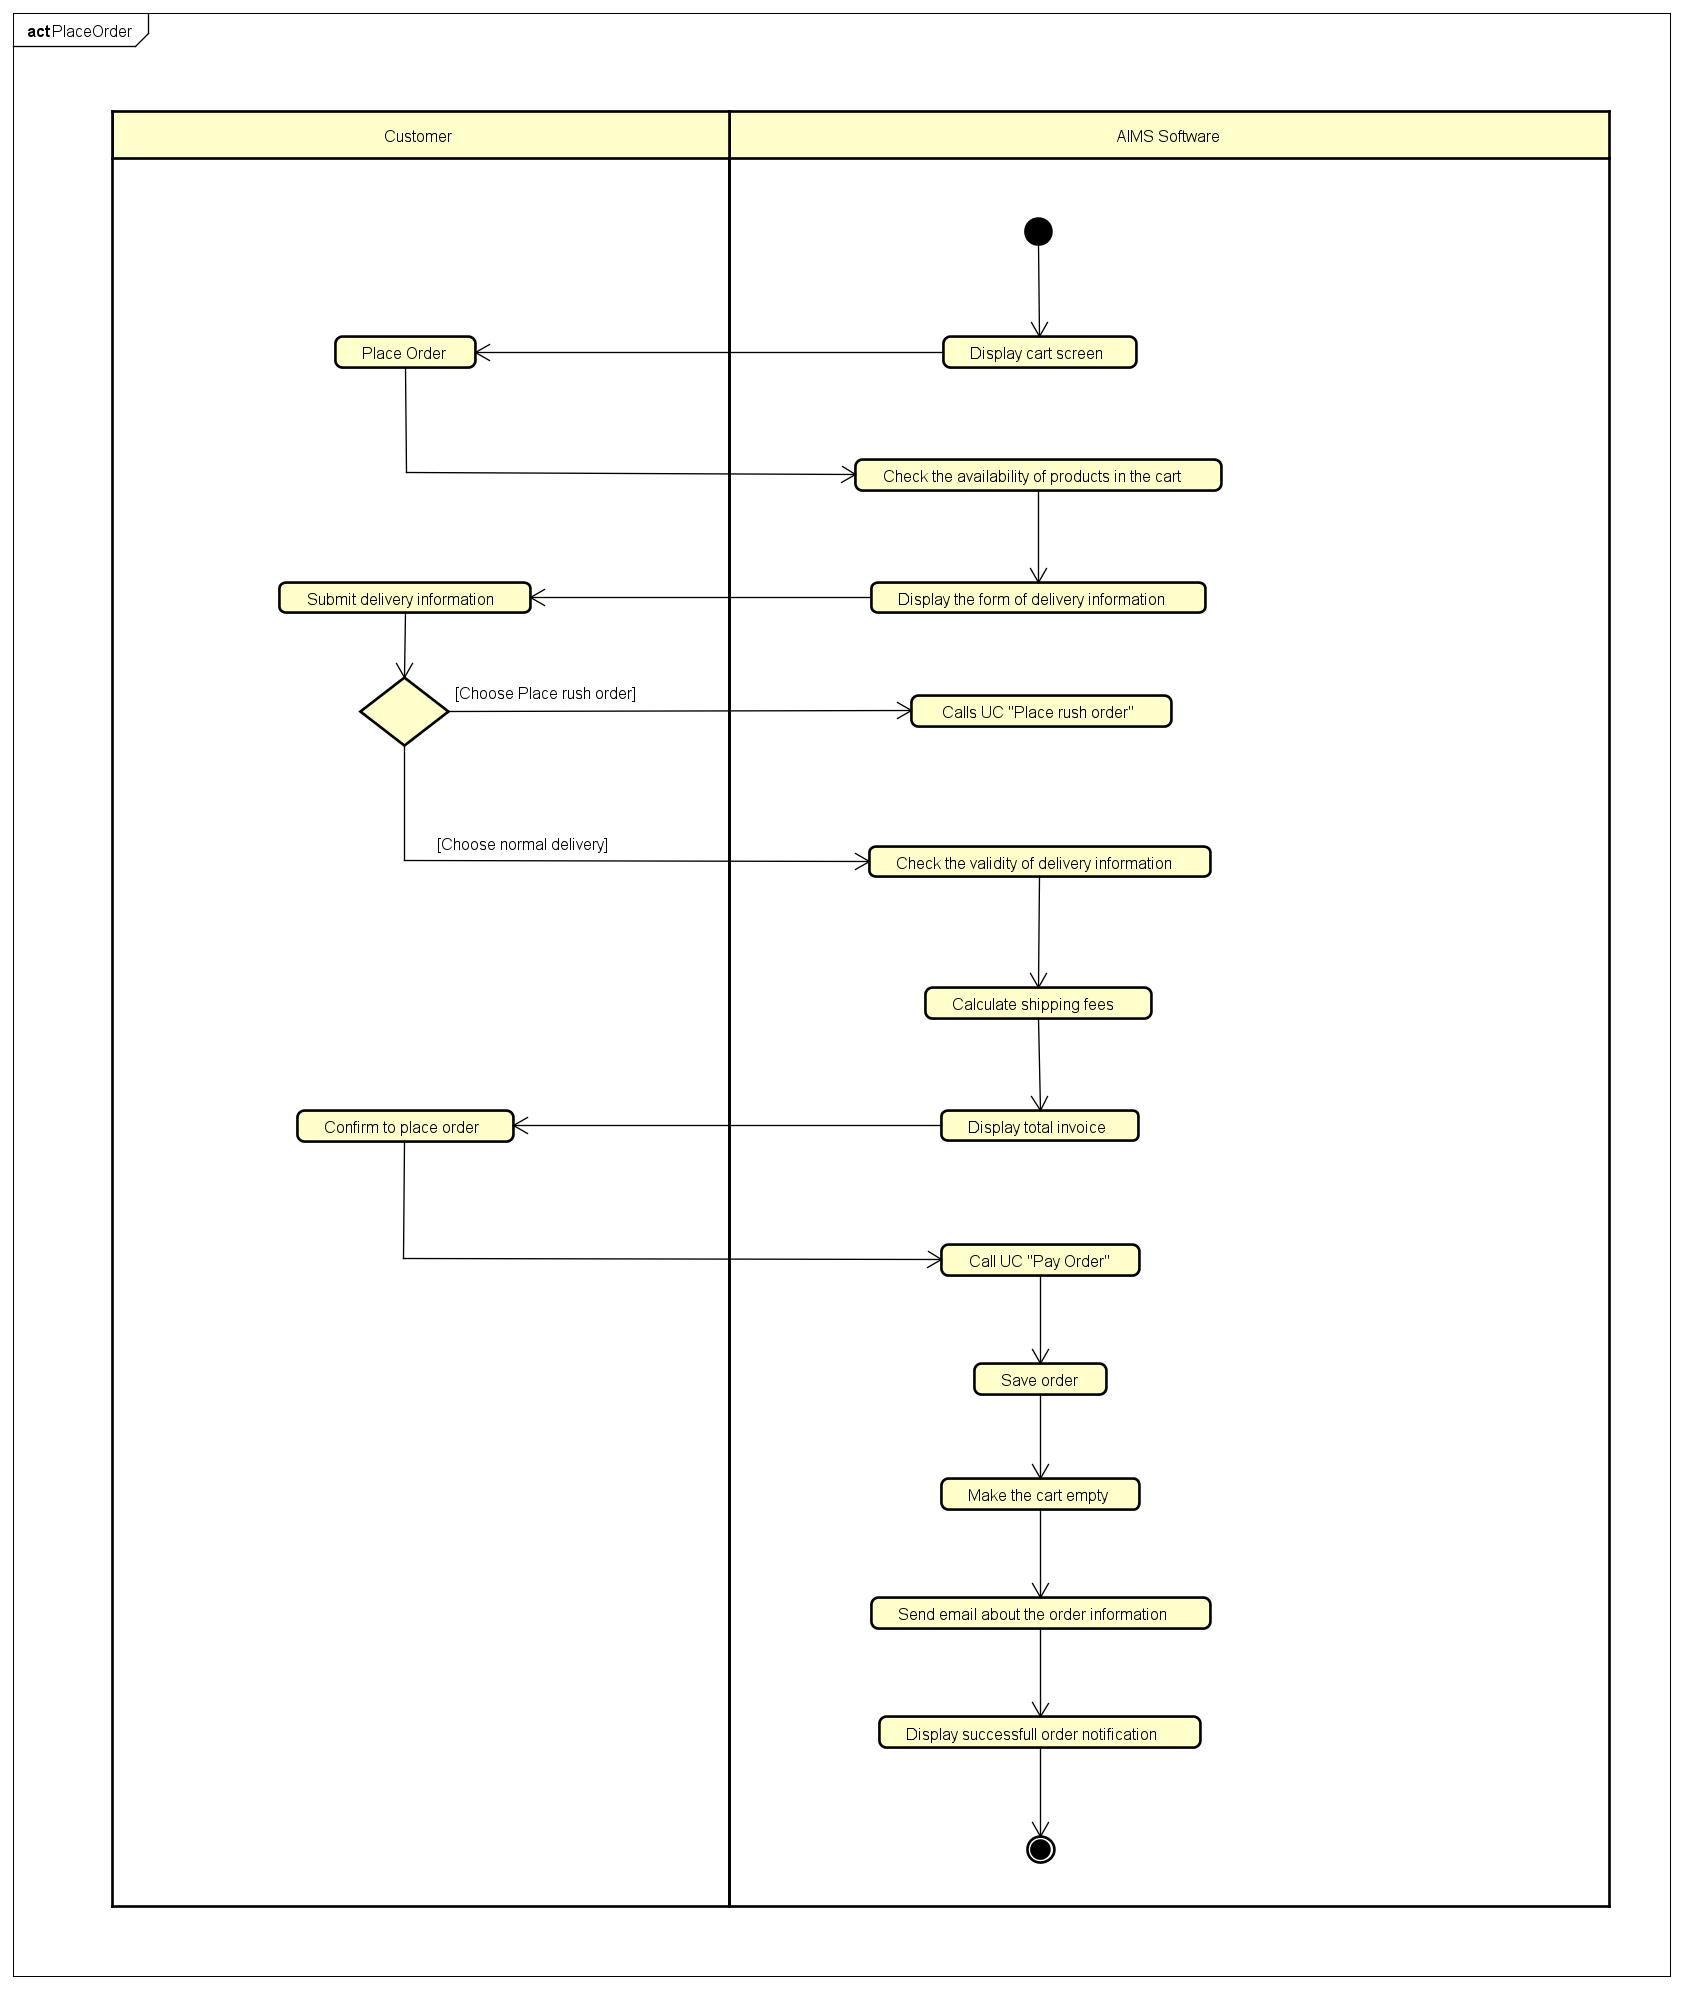 act PlaceOrder
Customer
AIMS Software
Place Order
Display cart screen
Check the availability of products in the cart
Submit delivery information
Display the form of delivery information
[Choose Place rush order]
Calls UC "Place rush order"
[Choose normal delivery]
Check the validity of delivery information
Calculate shipping fees
Confirm to place order
Display total invoice
Call UC "Pay Order"
Save order
Make the cart empty
Send email about the order information
Display successfull order notification